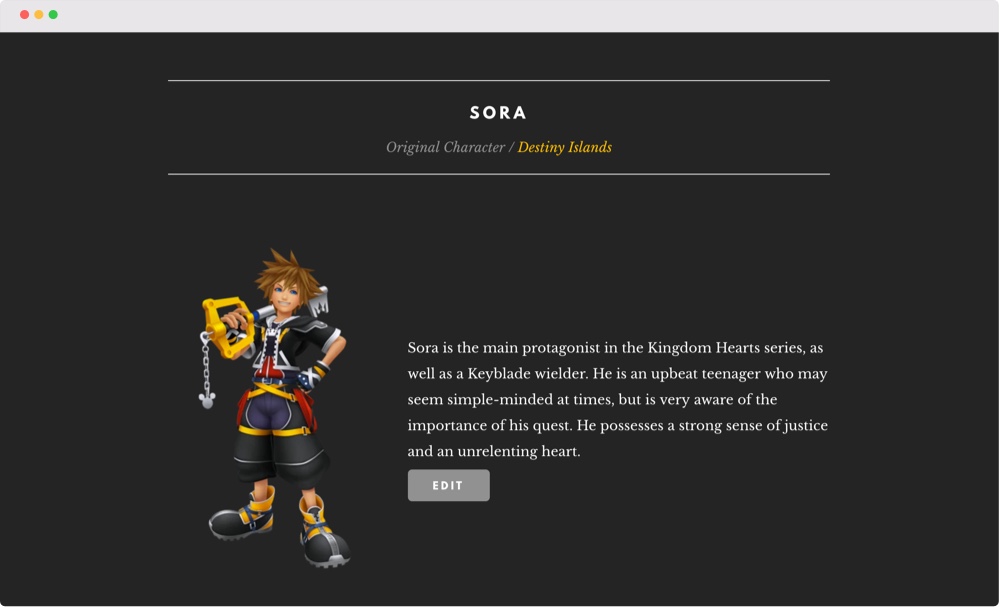 SORA
Original Character / Destiny Islands
Sora is the main protagonist in the Kingdom Hearts series, as
well as a Keyblade wielder. He is an upbeat teenager who may
seem simple-minded at times, but is very aware of the
importance of his quest. He possesses a strong sense of justice
and an unrelenting heart.
EDIT